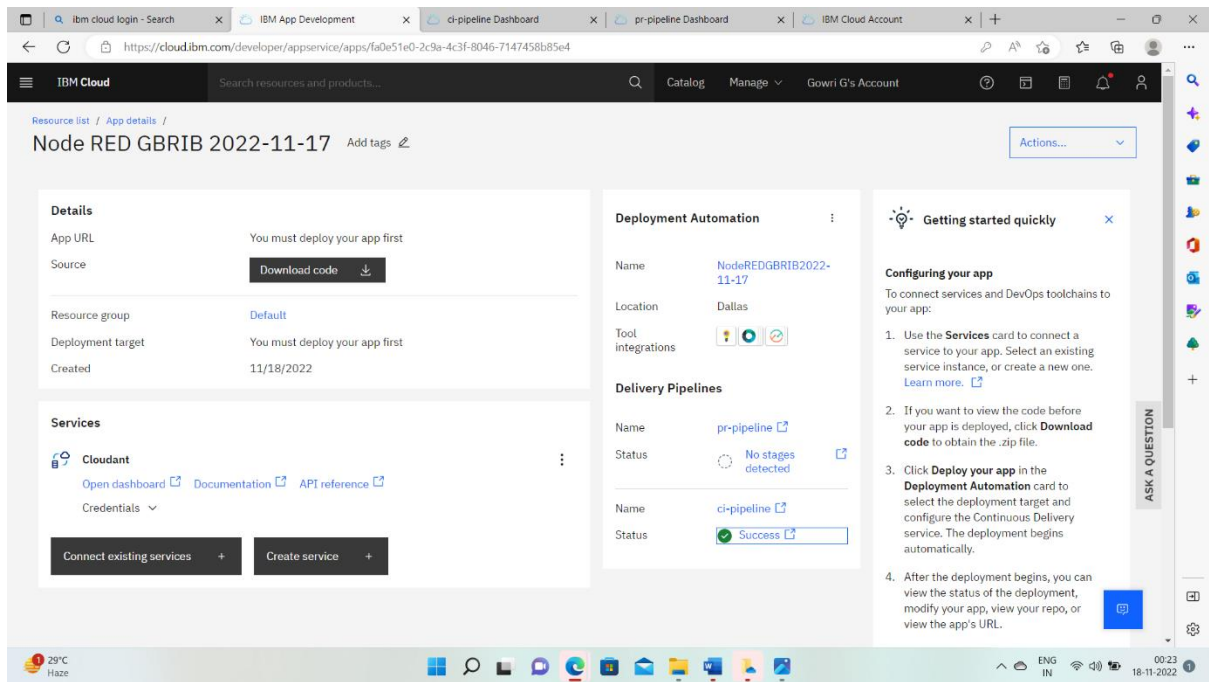 ibm cloud login - Search
IBM App Development
ci-pipeline Dashboard
pr-pipeline Dashboard
IBM Cloud Account
https://cloud.ibm.com/developer/appservice/apps/fa0e51e0-2c9a-4c3f-8046-7147458b85e4
IBM Cloud
Search resources and products...
Catalog
Manage
Gowri G's Account
Resource list / App details /
Node RED GBRIB 2022-11-17
Add tags
Actions...
Details
App URL
You must deploy your app first
Source
Download code
Resource group
Default
Deployment target
You must deploy your app first
Created
11/18/2022
Services
Cloudant
Open dashboard
Documentation
API reference
Credentials
Connect existing services +
Create service +
Deployment Automation
Name
NodeREDGBRIB2022-
11-17
Location
Dallas
Tool
integrations
Delivery Pipelines
Name
pr-pipeline
Status
No stages
detected
Name
ci-pipeline
Status
Success
Getting started quickly
Configuring your app
To connect services and DevOps toolchains to
your app:
1. Use the Services card to connect a
service to your app. Select an existing
service instance, or create a new one.
Learn more.
2. If you want to view the code before
your app is deployed, click Download
code to obtain the .zip file.
3. Click Deploy your app in the
Deployment Automation card to
select the deployment target and
configure the Continuous Delivery
service. The deployment begins
automatically.
4. After the deployment begins, you can
view the status of the deployment,
modify your app, view your repo, or
view the app's URL.
ASK A QUESTION
1
29°C
Haze
ENG
IN
00:23
18-11-2022
1